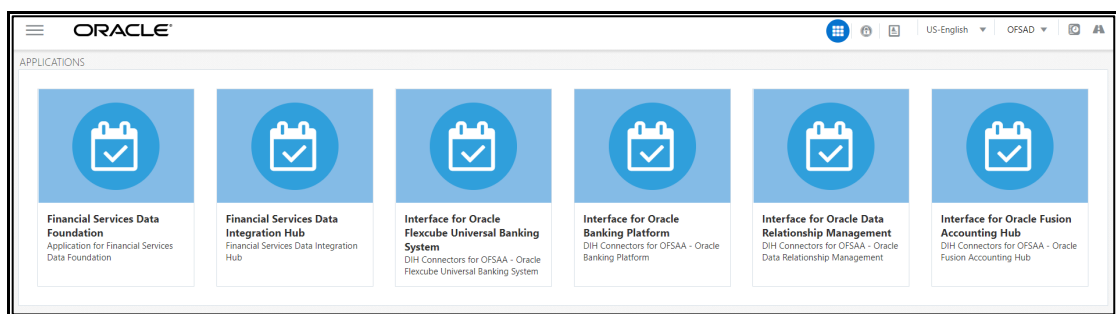 ORACLE
US-English
OFSAD
APPLICATIONS
Financial Services Data
Foundation
Application for Financial Services
Data Foundation
Financial Services Data
Integration Hub
Financial Services Data Integration
Hub
Interface for Oracle
Flexcube Universal Banking
System
DIH Connectors for OFSAA - Oracle
Flexcube Universal Banking System
Interface for Oracle
Banking Platform
DIH Connectors for OFSAA - Oracle
Banking Platform
Interface for Oracle Data
Relationship Management
DIH Connectors for OFSAA - Oracle
Data Relationship Management
Interface for Oracle Fusion
Accounting Hub
DIH Connectors for OFSAA - Oracle
Fusion Accounting Hub